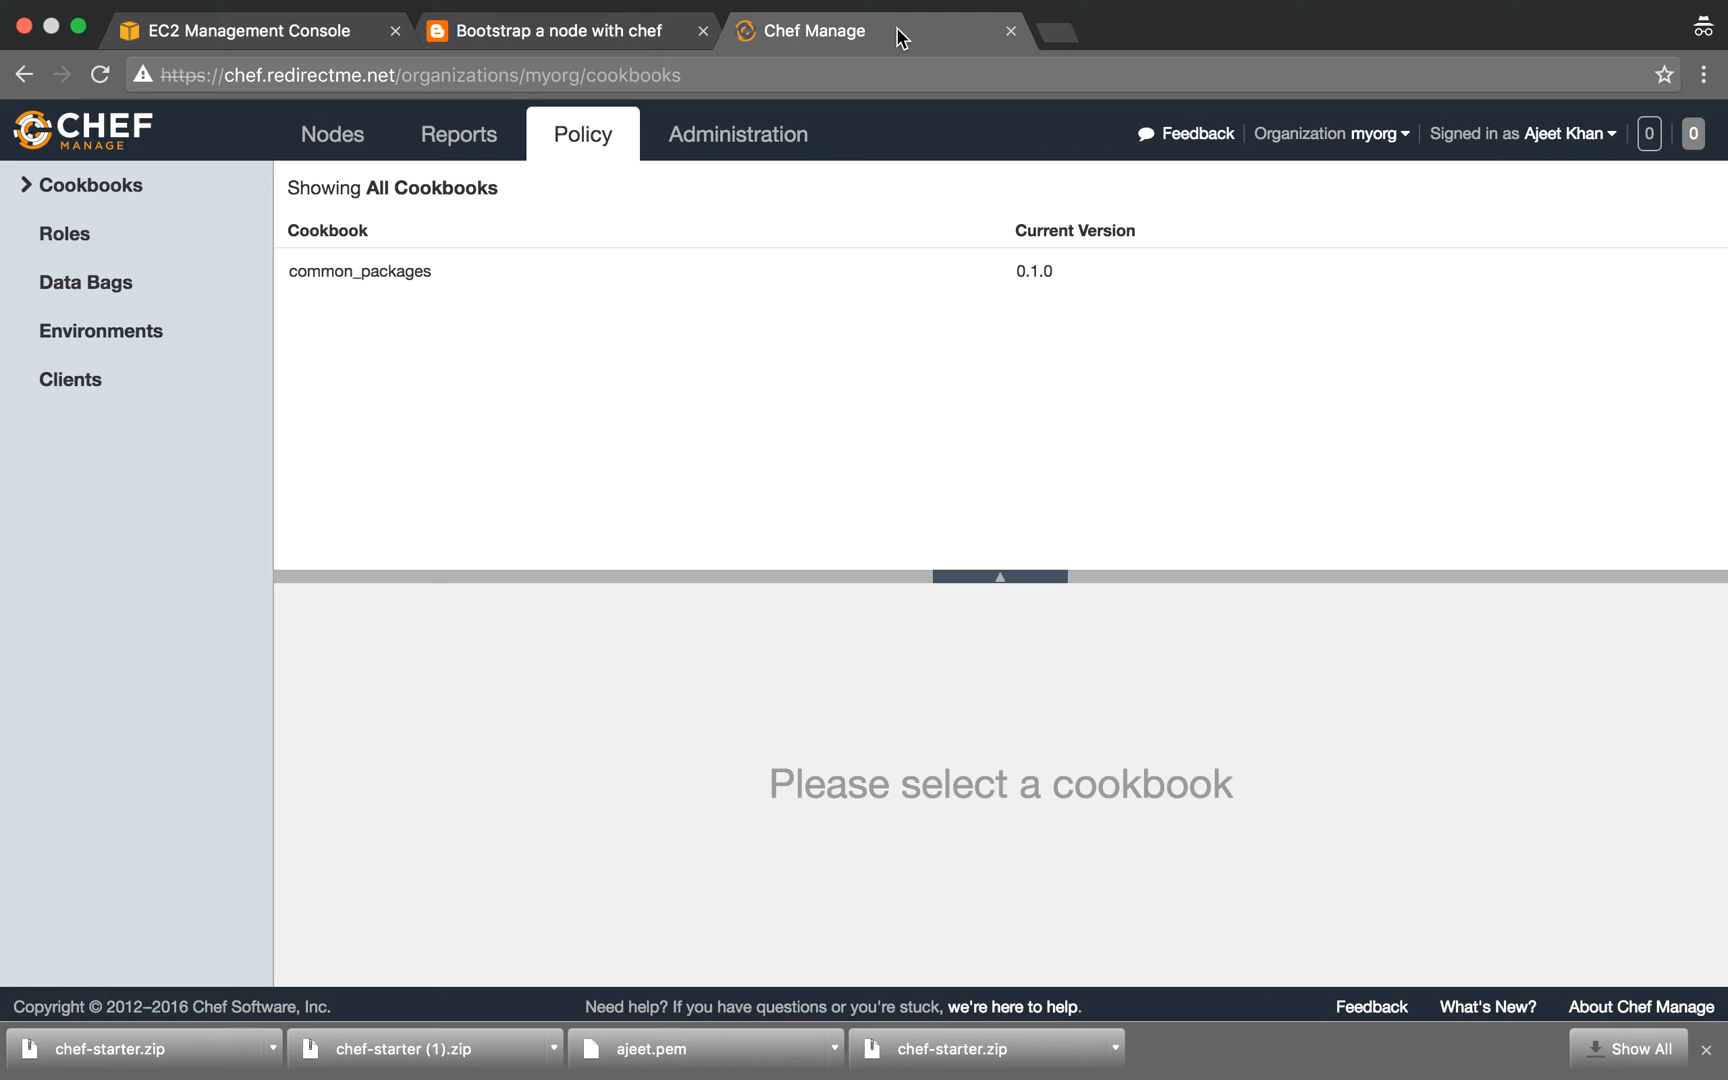 EC2 Management Console
Bootstrap a node with chef
Chef Manage
https://chef.redirectme.net/organizations/myorg/cookbooks
CHEF
MANAGE
Nodes
Reports
Policy
Administration
Feedback
Organization myorg
Signed in as Ajeet Khan
0
0
Cookbooks
Roles
Data Bags
Environments
Clients
Showing All Cookbooks
Cookbook
Current Version
common_packages
0.1.0
Please select a cookbook
Copyright © 2012–2016 Chef Software, Inc.
Need help? If you have questions or you're stuck, we're here to help.
Feedback
What's New?
About Chef Manage
chef-starter.zip
chef-starter (1).zip
ajeet.pem
chef-starter.zip
Show All